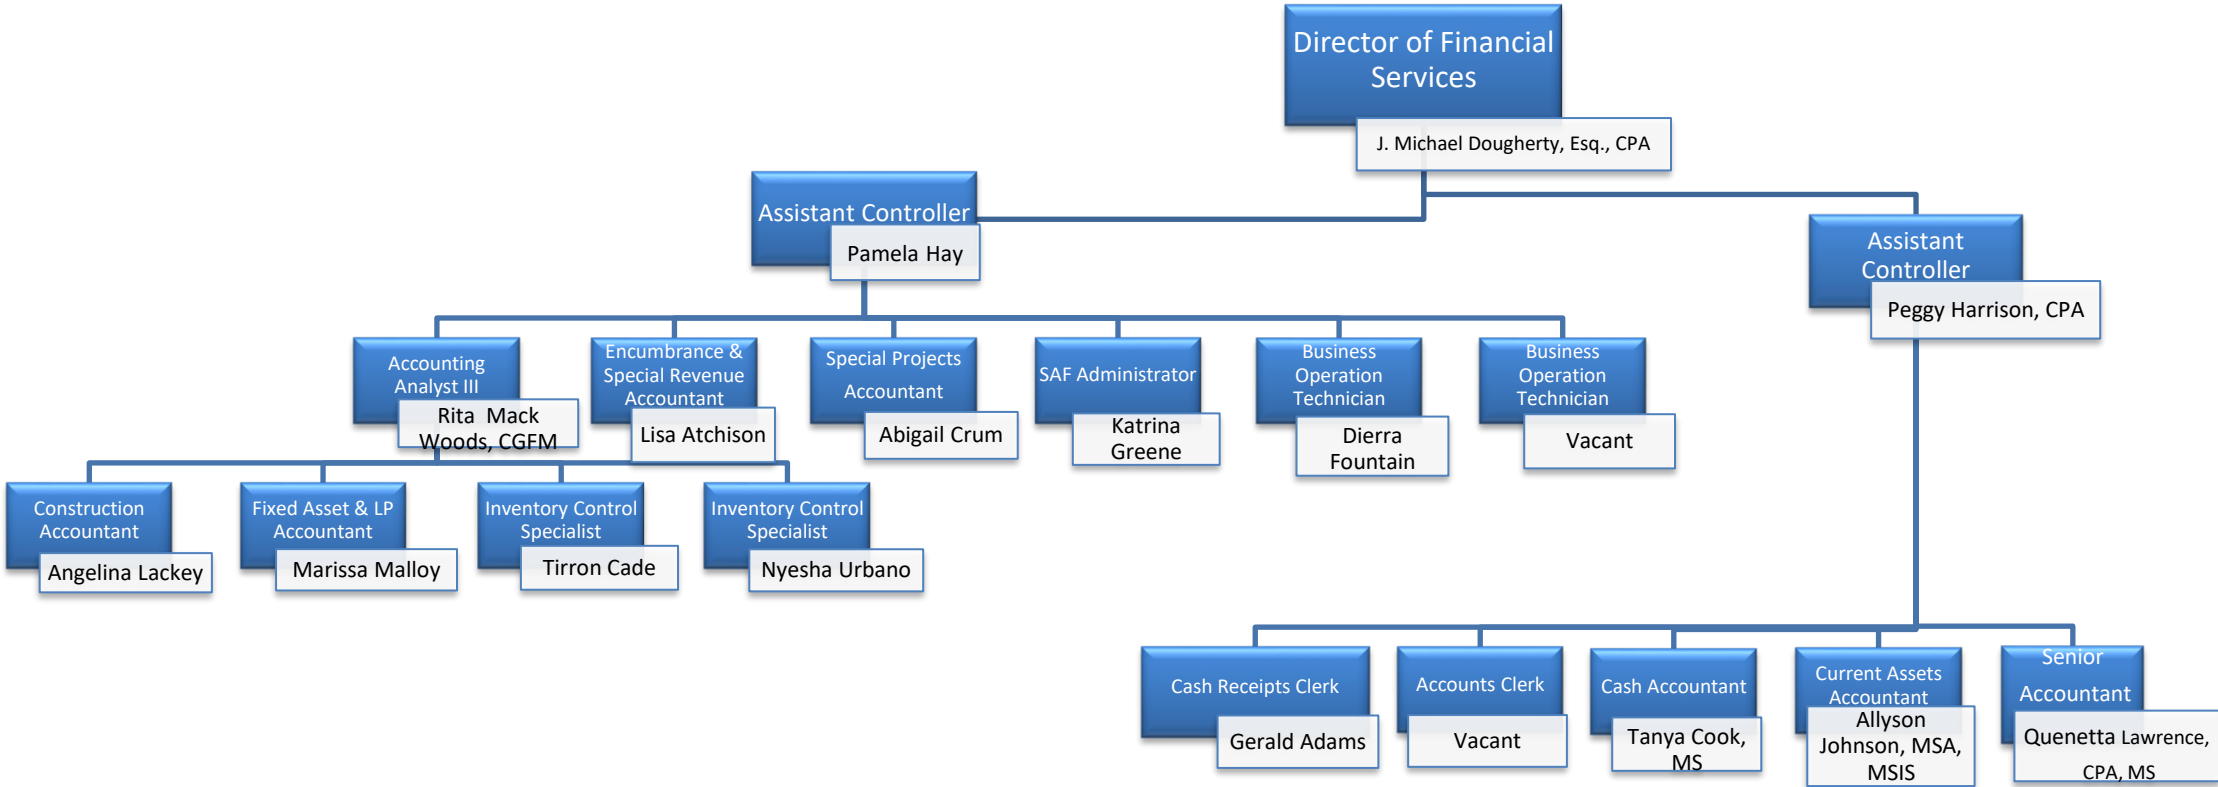 Director of Financial
Services
J. Michael Dougherty, Esq., CPA
Assistant Controller
Pamela Hay
Assistant
Controller
Peggy Harrison, CPA
Accounting
Analyst III
Rita Mack
Woods, CGFM
Encumbrance &
Special Revenue
Accountant
Lisa Atchison
Special Projects
Accountant
Abigail Crum
SAF Administrator
Katrina
Greene
Business
Operation
Technician
Dierra
Fountain
Business
Operation
Technician
Vacant
Construction
Accountant
Angelina Lackey
Fixed Asset & LP
Accountant
Marissa Malloy
Inventory Control
Specialist
Tirron Cade
Inventory Control
Specialist
Nyesha Urbano
Cash Receipts Clerk
Gerald Adams
Accounts Clerk
Vacant
Cash Accountant
Tanya Cook,
MS
Current Assets
Accountant
Allyson
Johnson, MSA,
MSIS
Senior
Accountant
Quenetta Lawrence,
CPA, MS